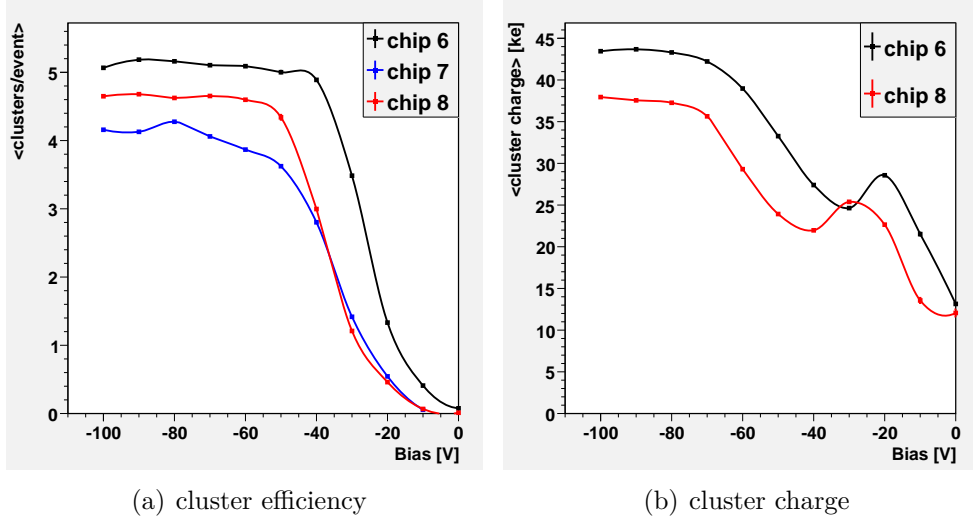 <clusters/event>
5
4
3
2
1
0
-100 -80 -60 -40 -20 0
Bias [V]
chip 6
chip 7
chip 8
(a) cluster efficiency
<cluster charge> [ke]
45
40
35
30
25
20
15
10
5
0
-100 -80 -60 -40 -20 0
Bias [V]
chip 6
chip 8
(b) cluster charge